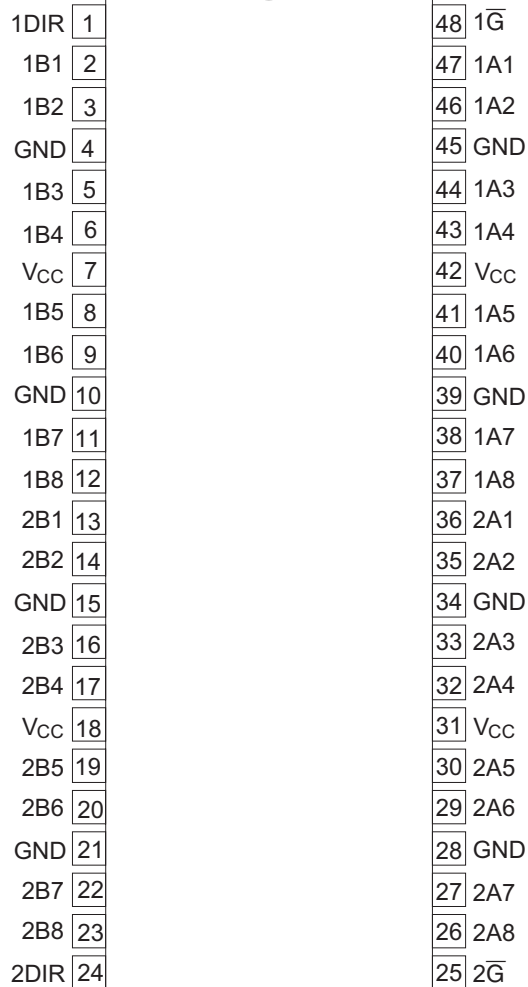 1DIR 1 48 1G̅
1B1 2 47 1A1
1B2 3 46 1A2
GND 4 45 GND
1B3 5 44 1A3
1B4 6 43 1A4
VCC 7 42 VCC
1B5 8 41 1A5
1B6 9 40 1A6
GND 10 39 GND
1B7 11 38 1A7
1B8 12 37 1A8
2B1 13 36 2A1
2B2 14 35 2A2
GND 15 34 GND
2B3 16 33 2A3
2B4 17 32 2A4
VCC 18 31 VCC
2B5 19 30 2A5
2B6 20 29 2A6
GND 21 28 GND
2B7 22 27 2A7
2B8 23 26 2A8
2DIR 24 25 2G̅